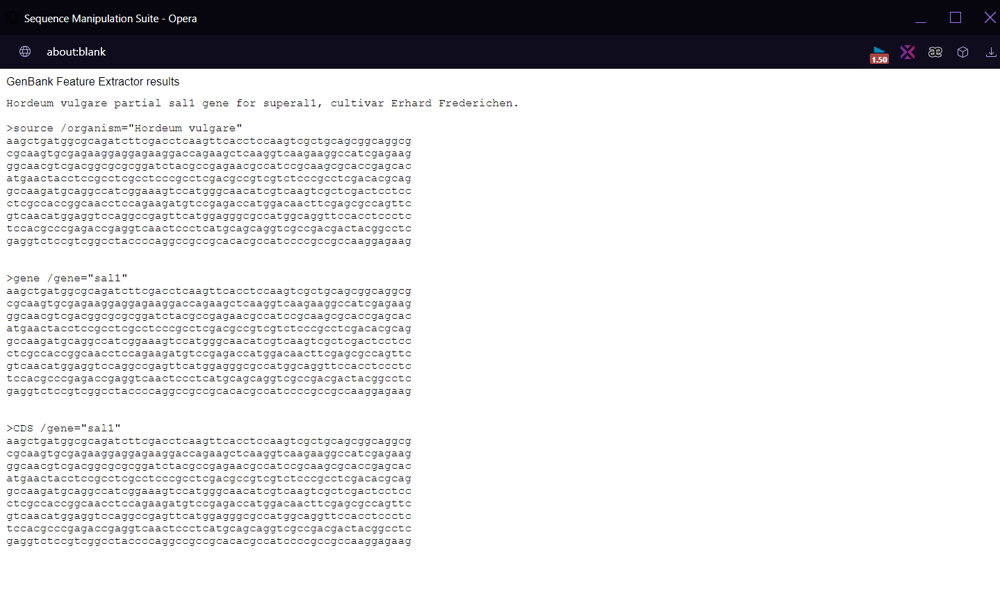 Sequence Manipulation Suite - Opera
about:blank
1.50
GenBank Feature Extractor results
Hordeum vulgare partial sal1 gene for superal1, cultivar Erhard Frederichen.
>source /organism="Hordeum vulgare"
aagctgatggcgcagatcttcgacctcaagttcacctccaagtcgctgcagcggcaggcg
cgcaagtgcgagaaggaggagaaggaccagaagctcaaggtcaagaaggccatcgagaag
ggcaacgtcgacggcgcgcggatctacgccgagaacgccatccgcaagcgcaccgagcac
atgaactacctccgcctcgcctcccgcctcgacgccgtcgtctcccgcctcgacacgcag
gccaagatgcaggccatcggaaagtccatgggcaacatcgtcaagtcgctcgactcctcc
ctcgccaccggcaacctccagaagatgtccgagaccatggacaacttcgagcgccagttc
gtcaacatggaggtccaggccgagttcatggagggcgccatggcaggttccacctccctc
tccacgcccgagaccgaggtcaactccctcatgcagcaggtcgccgacgactacggcctc
gaggtctccgtcggcctaccccaggccgccgcacacgccatccccgccgccaaggagaag
>gene /gene="sal1"
aagctgatggcgcagatcttcgacctcaagttcacctccaagtcgctgcagcggcaggcg
cgcaagtgcgagaaggaggagaaggaccagaagctcaaggtcaagaaggccatcgagaag
ggcaacgtcgacggcgcgcggatctacgccgagaacgccatccgcaagcgcaccgagcac
atgaactacctccgcctcgcctcccgcctcgacgccgtcgtctcccgcctcgacacgcag
gccaagatgcaggccatcggaaagtccatgggcaacatcgtcaagtcgctcgactcctcc
ctcgccaccggcaacctccagaagatgtccgagaccatggacaacttcgagcgccagttc
gtcaacatggaggtccaggccgagttcatggagggcgccatggcaggttccacctccctc
tccacgcccgagaccgaggtcaactccctcatgcagcaggtcgccgacgactacggcctc
gaggtctccgtcggcctaccccaggccgccgcacacgccatccccgccgccaaggagaag
>CDS /gene="sal1"
aagctgatggcgcagatcttcgacctcaagttcacctccaagtcgctgcagcggcaggcg
cgcaagtgcgagaaggaggagaaggaccagaagctcaaggtcaagaaggccatcgagaag
ggcaacgtcgacggcgcgcggatctacgccgagaacgccatccgcaagcgcaccgagcac
atgaactacctccgcctcgcctcccgcctcgacgccgtcgtctcccgcctcgacacgcag
gccaagatgcaggccatcggaaagtccatgggcaacatcgtcaagtcgctcgactcctcc
ctcgccaccggcaacctccagaagatgtccgagaccatggacaacttcgagcgccagttc
gtcaacatggaggtccaggccgagttcatggagggcgccatggcaggttccacctccctc
tccacgcccgagaccgaggtcaactccctcatgcagcaggtcgccgacgactacggcctc
gaggtctccgtcggcctaccccaggccgccgcacacgccatccccgccgccaaggagaag